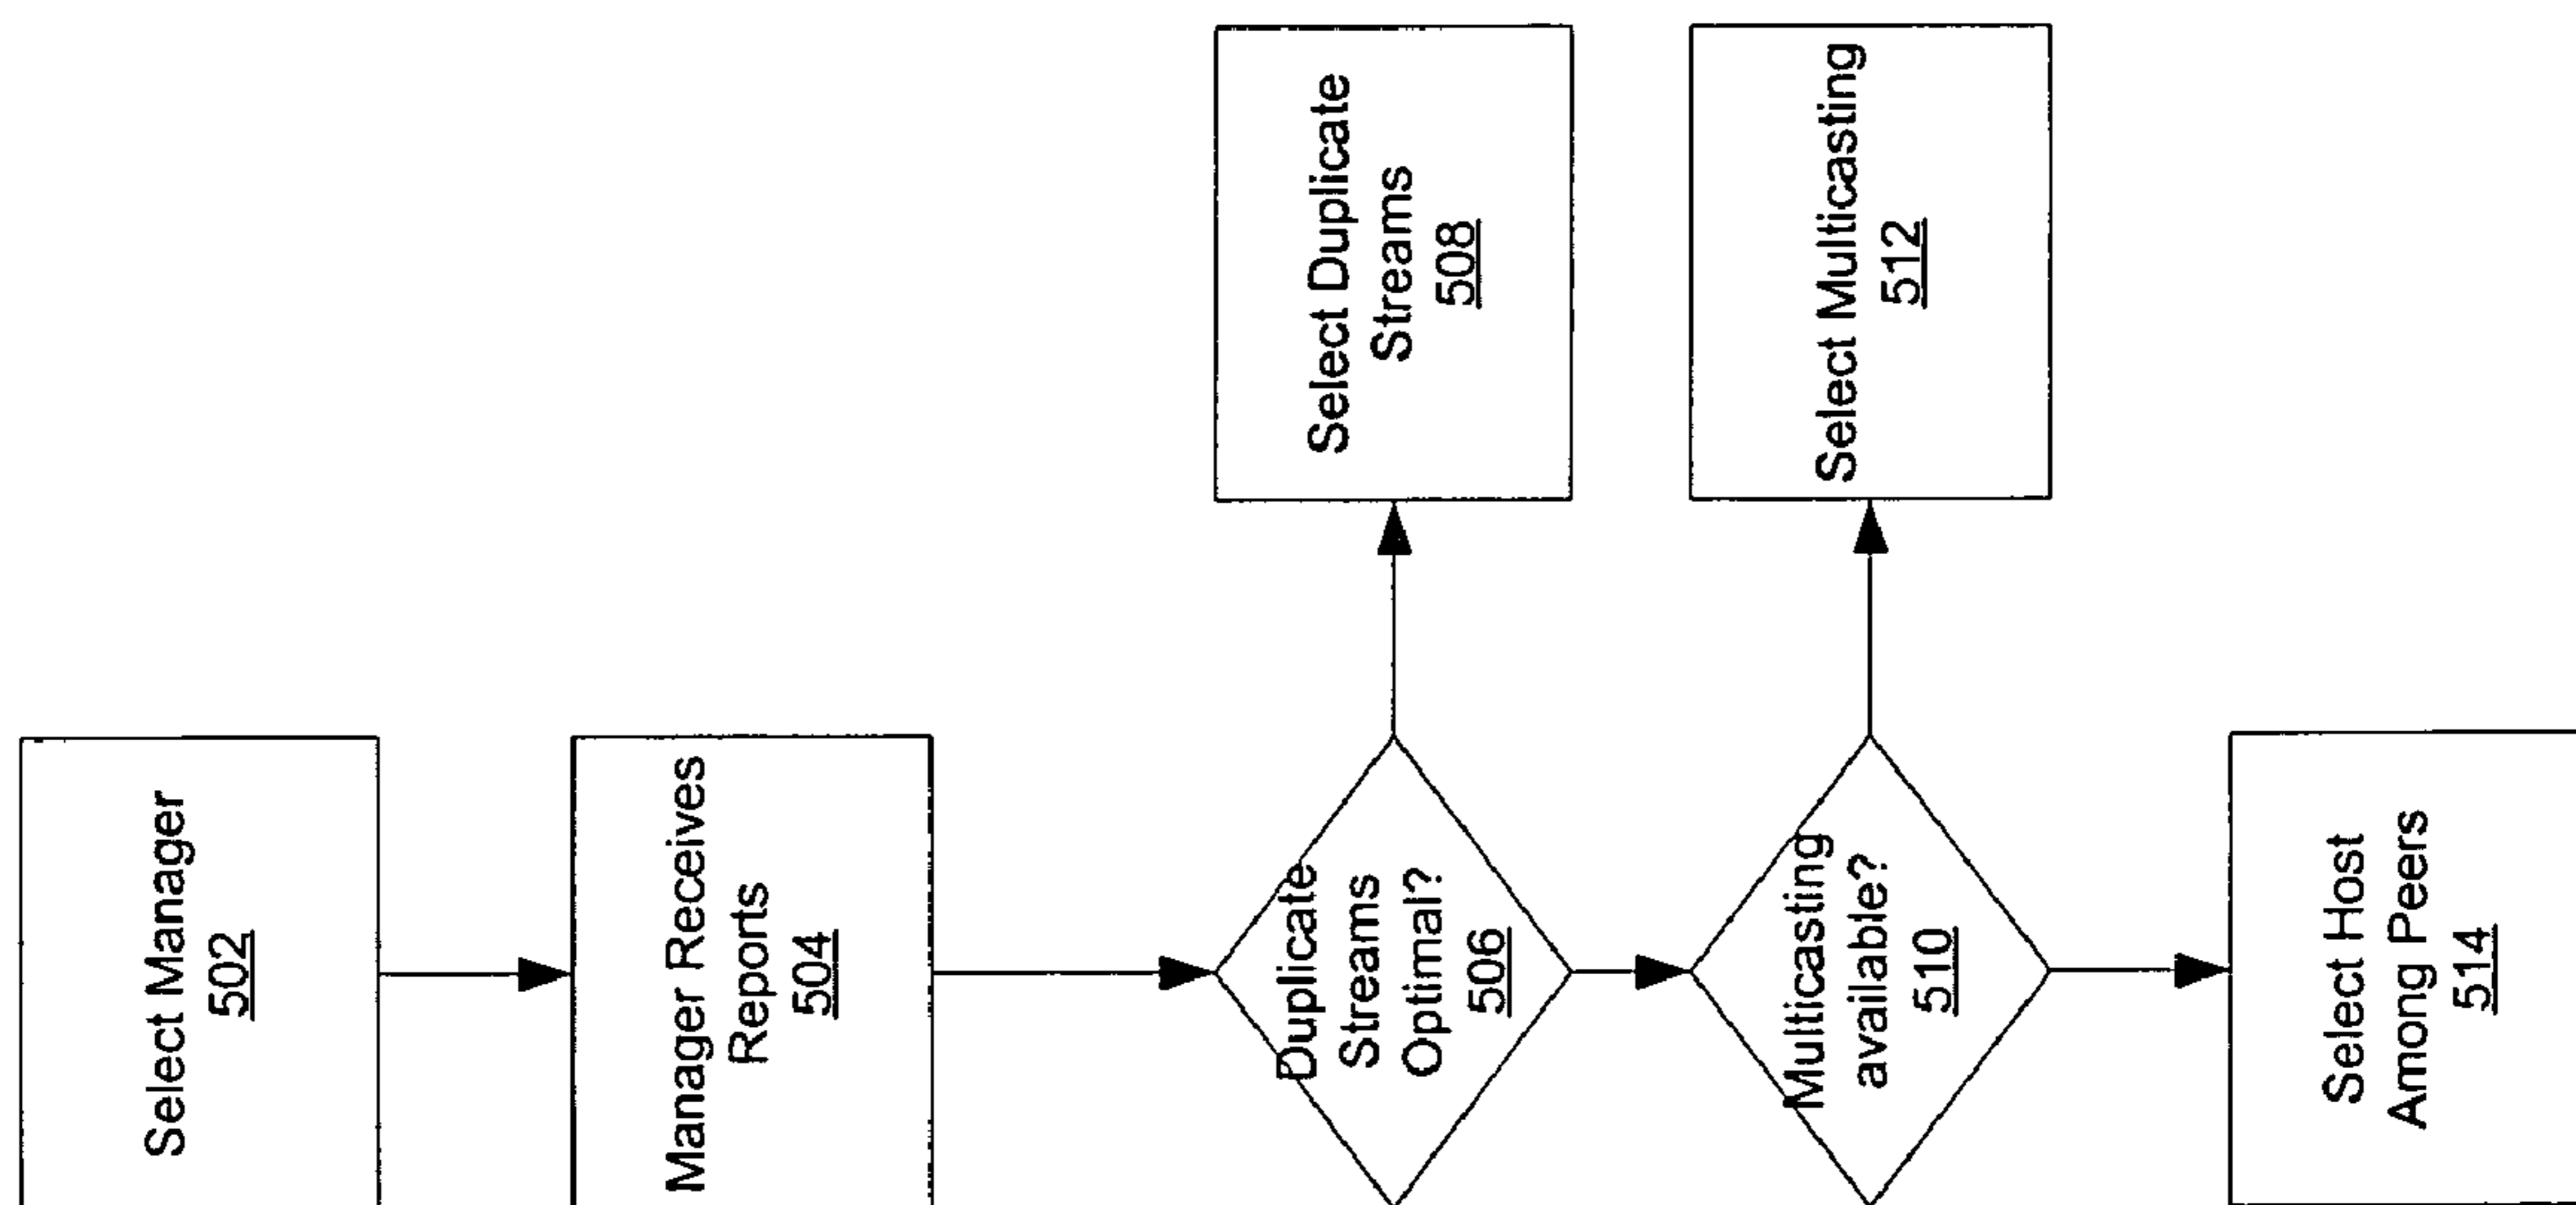 Select Manager
502
Manager Receives
Reports
504
Duplicate
Streams
Optimal?
506
Select Duplicate
Streams
508
Multicasting
available?
510
Select Multicasting
512
Select Host
Among Peers
514